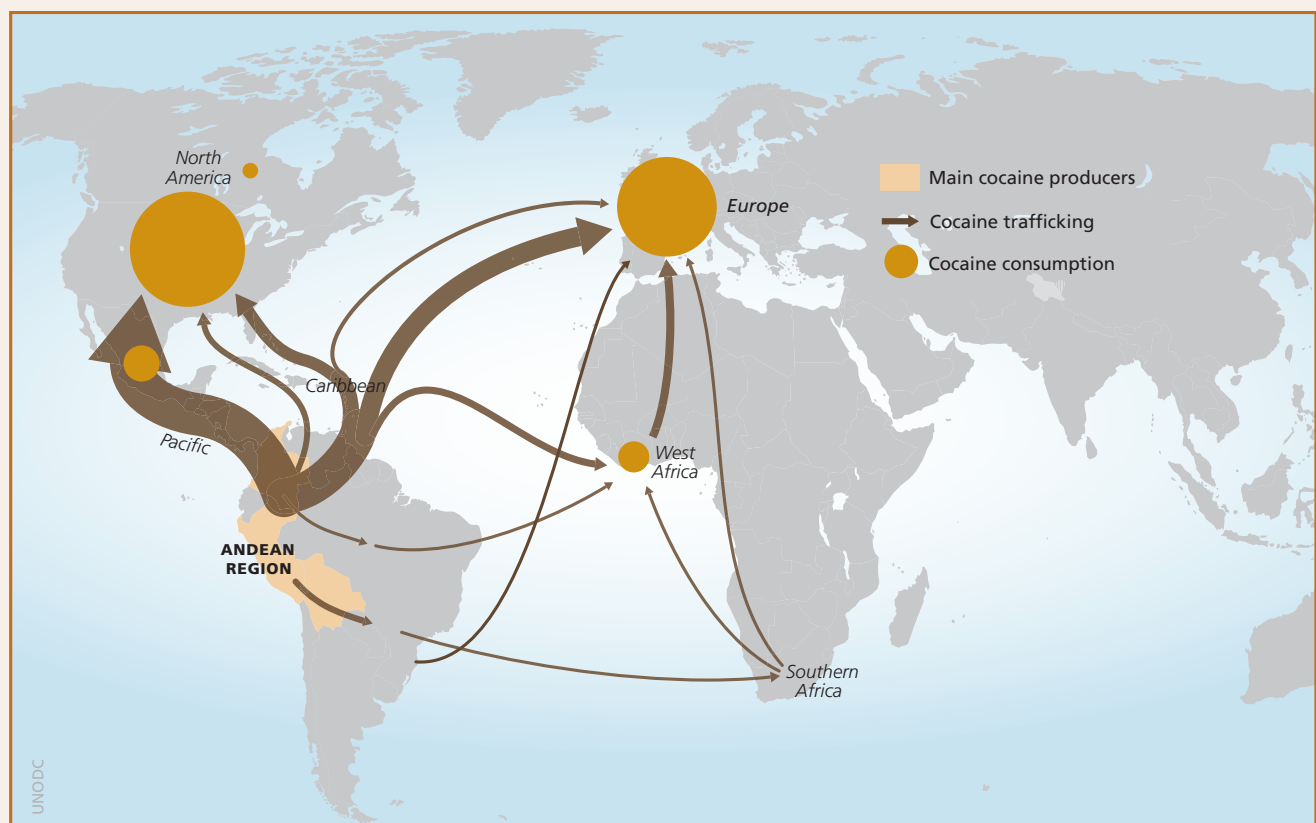 North
America
Europe
Main cocaine producers
Cocaine trafficking
Cocaine consumption
Caribbean
Pacific
West
Africa
ANDEAN
REGION
Southern
Africa
UNODC